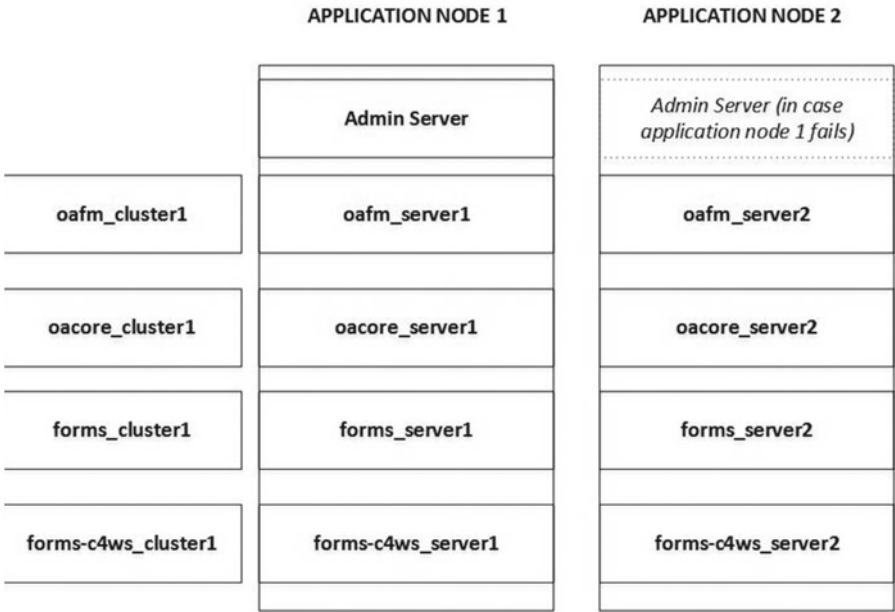 APPLICATION NODE 1
APPLICATION NODE 2
Admin Server
Admin Server (in case
application node 1 fails)
oafm_cluster1
oafm_server1
oafm_server2
oacore_cluster1
oacore_server1
oacore_server2
forms_cluster1
forms_server1
forms_server2
forms-c4ws_cluster1
forms-c4ws_server1
forms-c4ws_server2